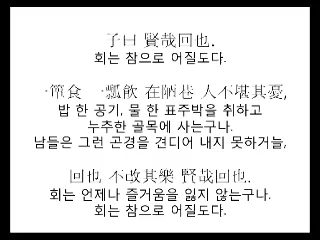 子曰 賢哉回也.
회는 참으로 어질도다.
一簞食 一瓢飮 在陋巷 人不堪其憂,
밥 한 공기, 물 한 표주박을 취하고
누추한 골목에 사는구나.
남들은 그런 곤경을 견디어 내지 못하거늘,
回也 不改其樂 賢哉回也.
회는 언제나 즐거움을 잃지 않는구나.
회는 참으로 어질도다.